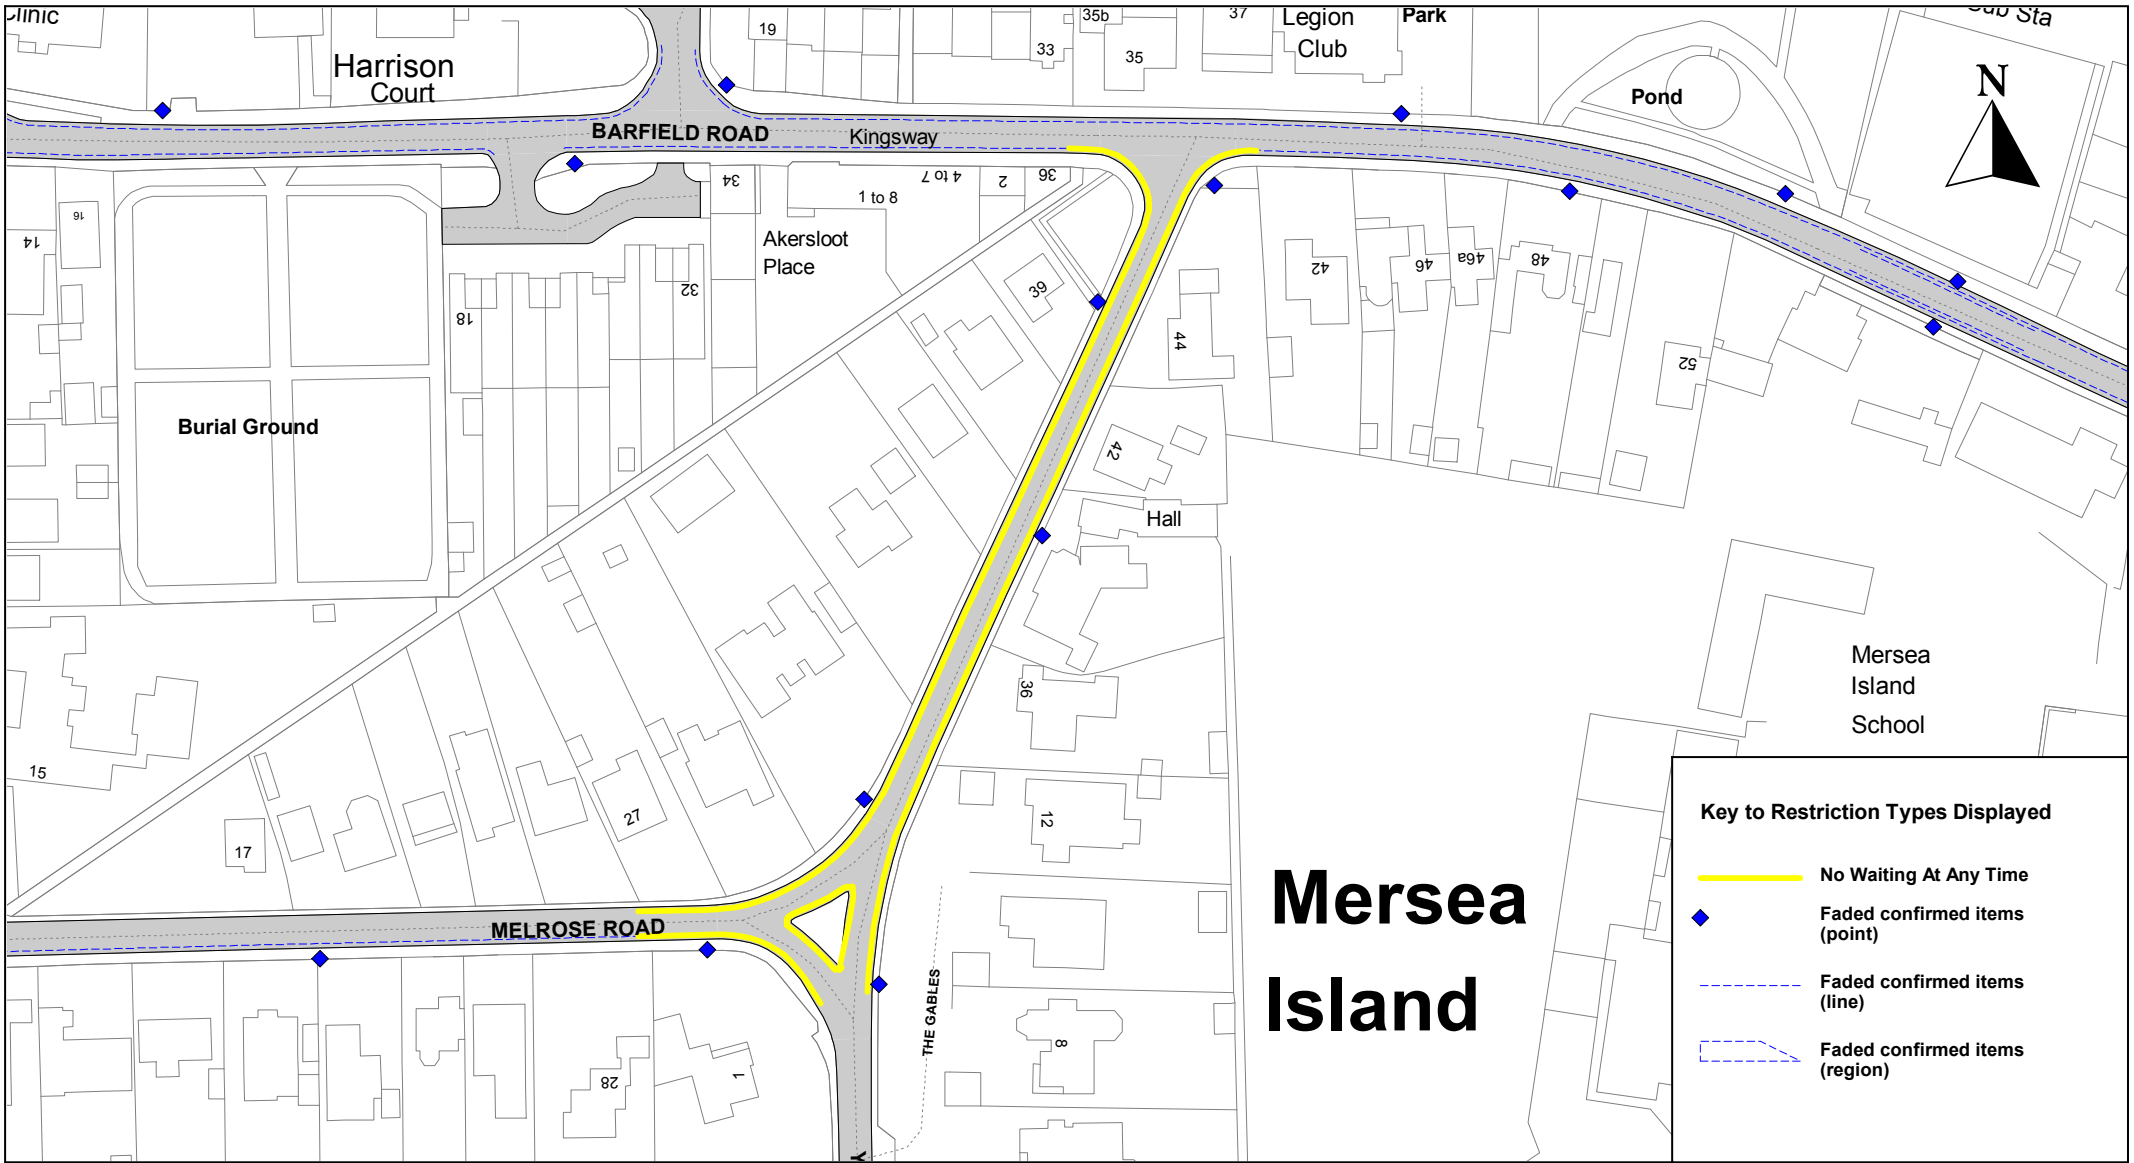 Clinic
19
35b
37
Legion
Club
Park
Sub Sta
33
35
Harrison
Court
Pond
N
BARFIELD ROAD
Kingsway
34
4 to 7
2
36
1 to 8
16
14
Akersloot
Place
39
42
46
46a
48
32
18
44
52
Burial Ground
42
Hall
Mersea
Island
School
36
15
27
12
17
MELROSE ROAD
THE GABLES
28
1
8
Y
Mersea
Island
Key to Restriction Types Displayed
No Waiting At Any Time
Faded confirmed items
(point)
Faded confirmed items
(line)
Faded confirmed items
(region)